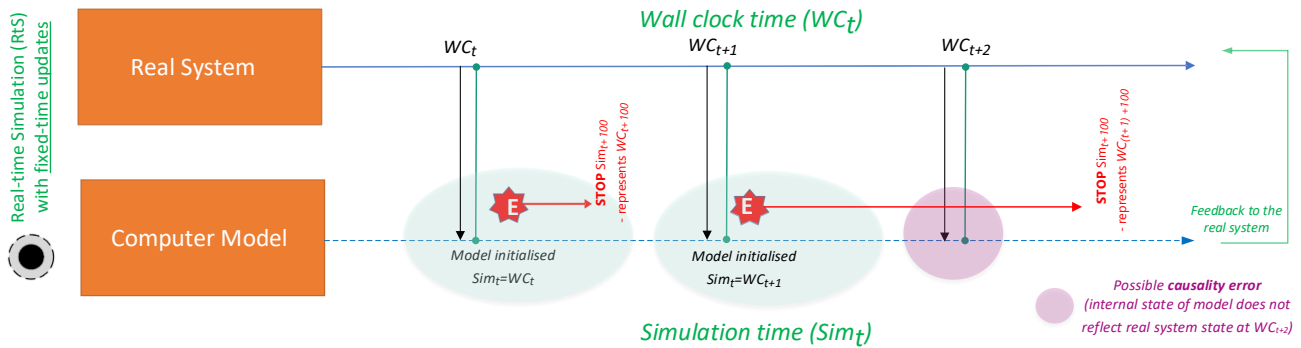 Real-time Simulation (RtS)
with fixed-time updates
Real System
Computer Model
Wall clock time (WCt)
WCt
WCt+1
WCt+2
E
STOP Simt+100
- represents WCt+100
E
STOP Simt+100
- represents WC(t+1) +100
Model initialised
Simt=WCt
Model initialised
Simt=WCt+1
Feedback to the
real system
Simulation time (Simt)
Possible causality error
(internal state of model does not
reflect real system state at WCt+2)